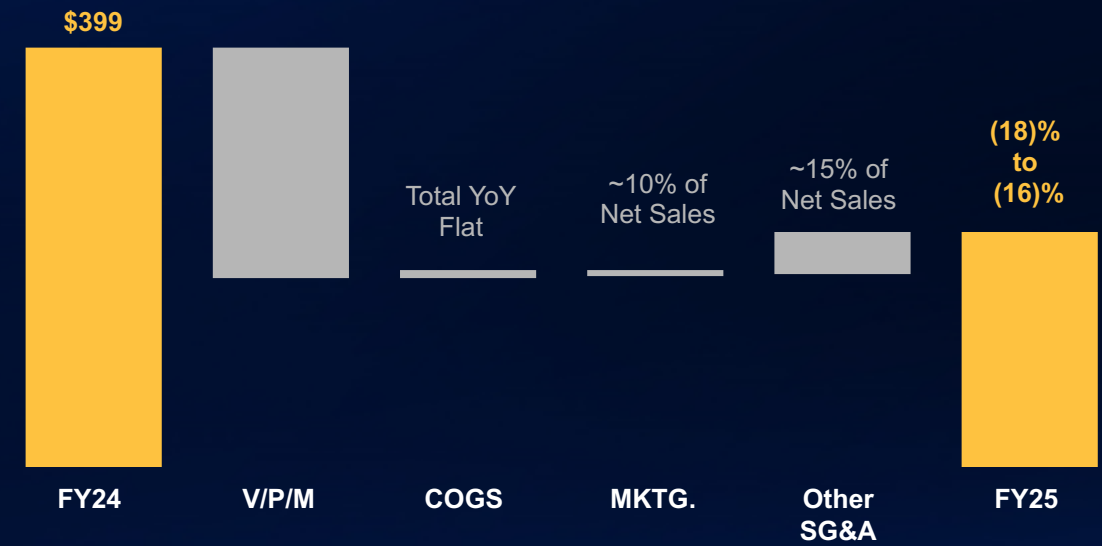 $399
(18)%
to
(16)%
Total YoY
Flat
~10% of
Net Sales
~15% of
Net Sales
FY24
V/P/M
COGS
MKTG.
Other
SG&A
FY25